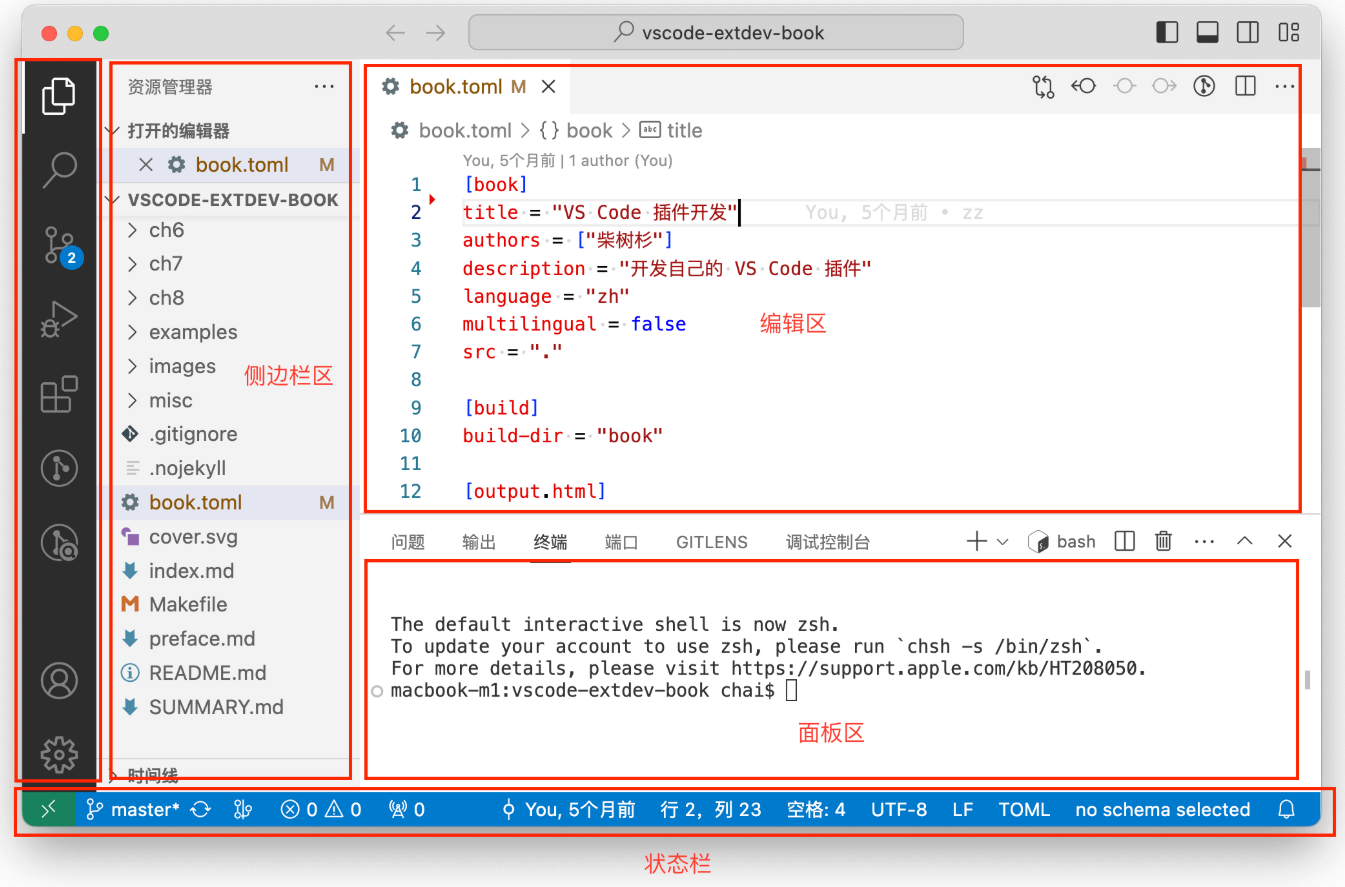 vscode-extdev-book
资源管理器
打开的编辑器
book.toml M
VSCODE-EXTDEV-BOOK
ch6
ch7
ch8
examples
images
misc
.gitignore
.nojekyll
book.toml M
cover.svg
index.md
Makefile
preface.md
README.md
SUMMARY.md
时间线
侧边栏区
2
book.toml M
book.toml > {} book > abc title
You, 5个月前 | 1 author (You)
1 [book]
2 title = "VS Code 插件开发" You, 5个月前 • zz
3 authors = ["柴树杉"]
4 description = "开发自己的 VS Code 插件"
5 language = "zh"
6 multilingual = false
7 src = "."
8
9 [build]
10 build-dir = "book"
11
12 [output.html]
编辑区
问题 输出 终端 端口 GITLENS 调试控制台 bash
The default interactive shell is now zsh.
To update your account to use zsh, please run `chsh -s /bin/zsh`.
For more details, please visit https://support.apple.com/kb/HT208050.
macbook-m1:vscode-extdev-book chai$
面板区
master* 0 0 0 You, 5个月前 行 2，列 23 空格: 4 UTF-8 LF TOML no schema selected
状态栏